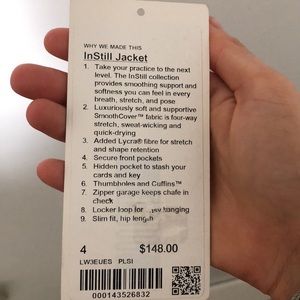 WHY WE MADE THIS
InStill Jacket
1. Take your practice to the next
level. The InStill collection
provides smoothing support and
softness you can feel in every
breath, stretch, and pose
2. Luxuriously soft and supportive
SmoothCover™ fabric is four-way
stretch, sweat-wicking and
quick-drying
3. Added Lycra® fibre for stretch
and shape retention
4. Secure front pockets
5. Hidden pocket to stash your
cards and key
6. Thumbholes and Cuffins™
7. Zipper garage keeps chafe in
check
8. Locker loop for hanging
9. Slim fit, hip length
4 $148.00
LW3EUES PLSI
000143526832